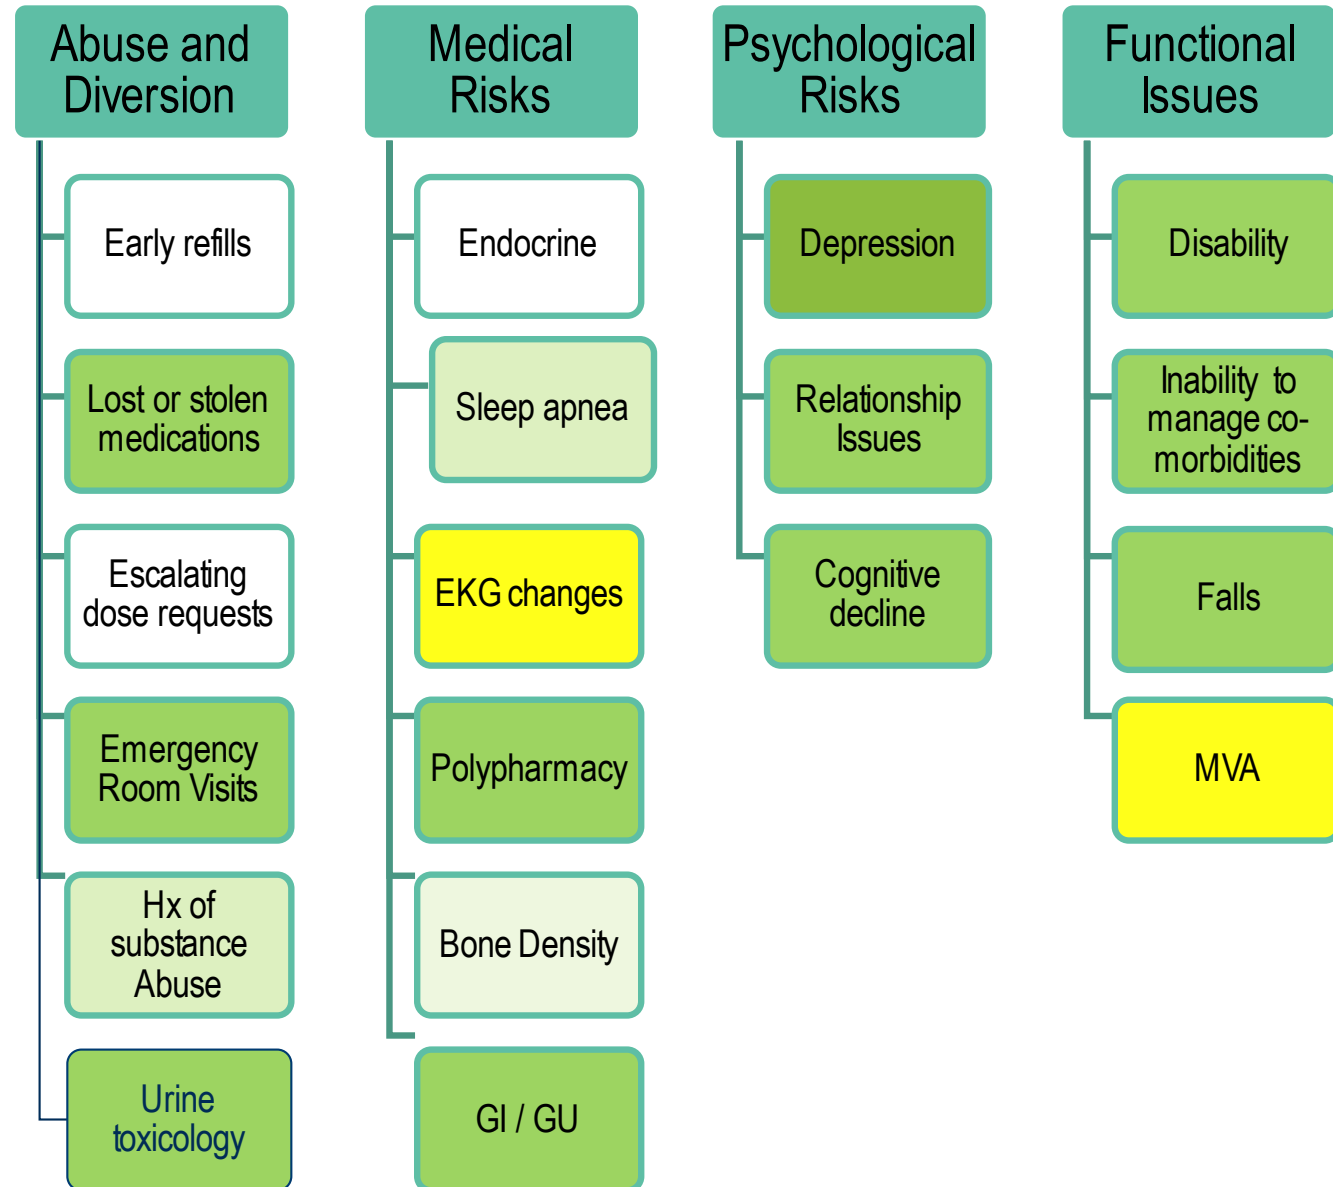 Abuse and
Diversion
Early refills
Lost or stolen
medications
Escalating
dose requests
Emergency
Room Visits
Hx of
substance
Abuse
Urine
toxicology
Medical
Risks
Endocrine
Sleep apnea
EKG changes
Polypharmacy
Bone Density
GI / GU
Psychological
Risks
Depression
Relationship
Issues
Cognitive
decline
Functional
Issues
Disability
Inability to
manage co-
morbidities
Falls
MVA